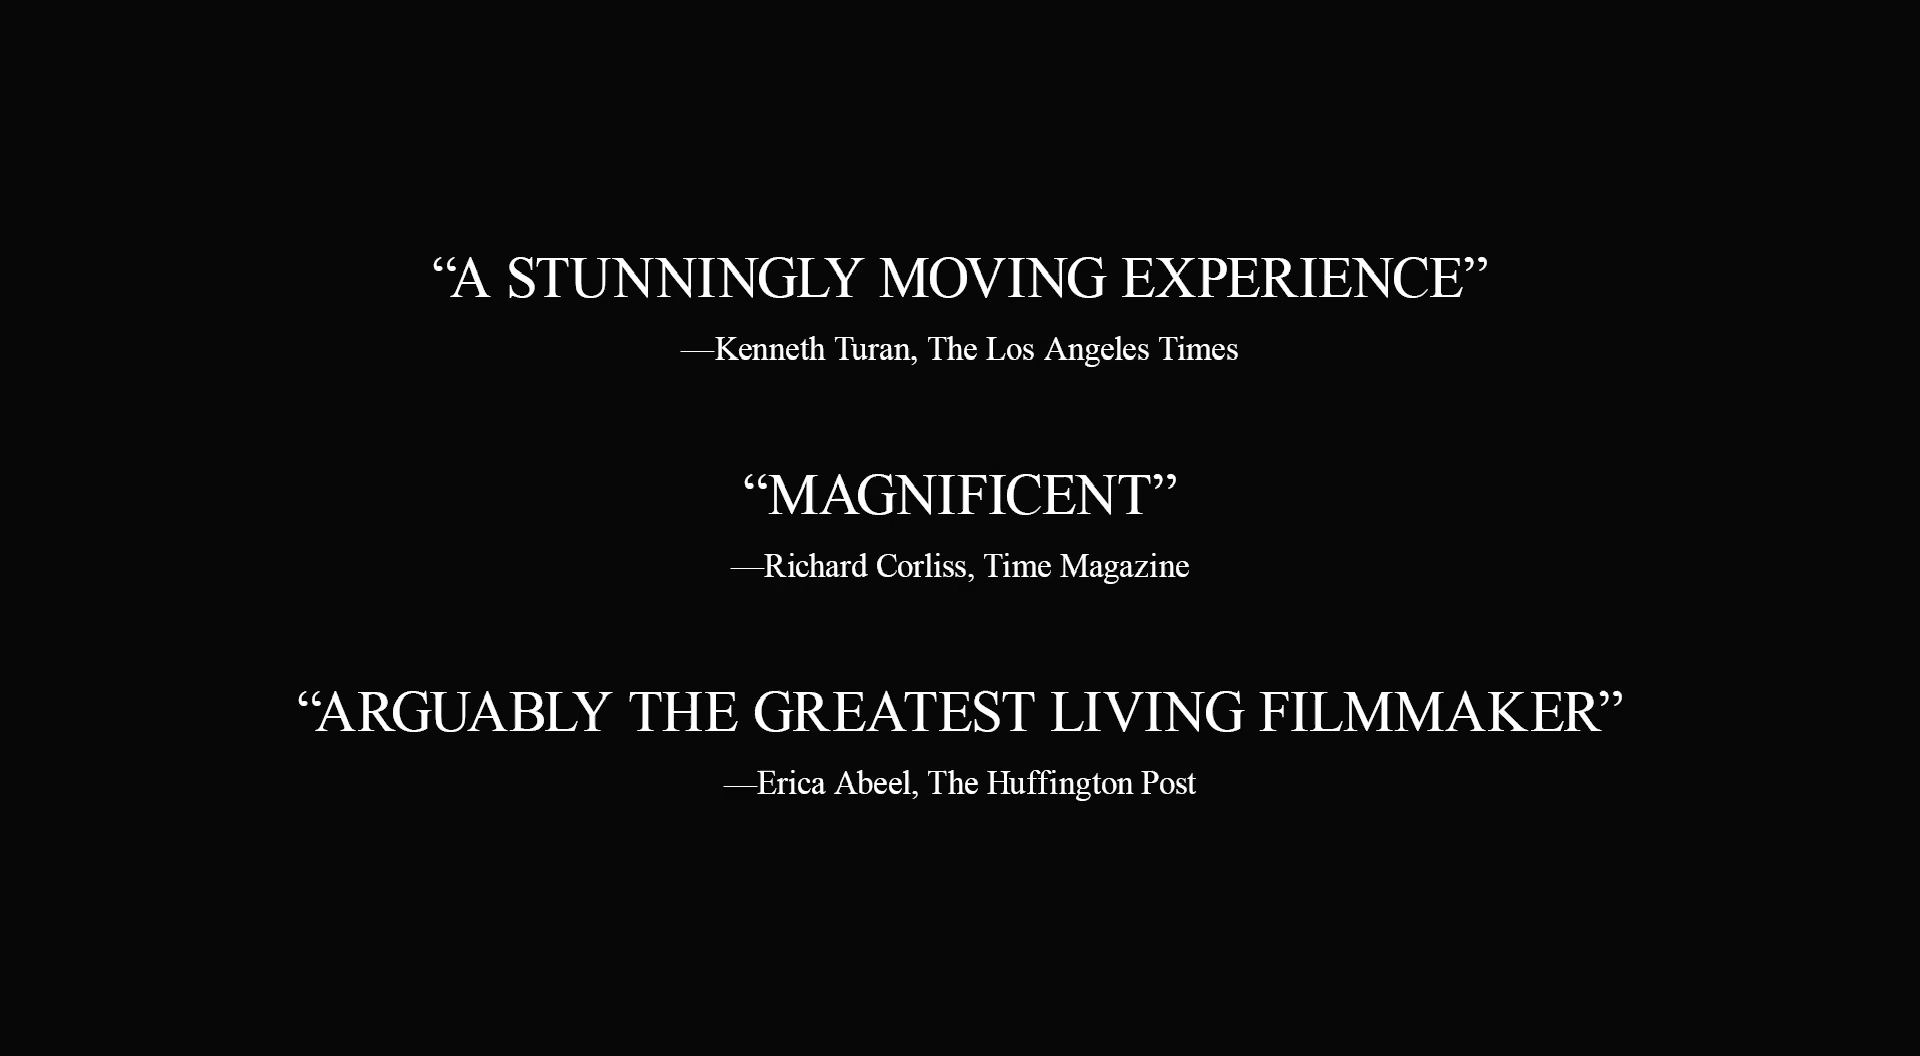 “A STUNNINGLY MOVING EXPERIENCE”
—Kenneth Turan, The Los Angeles Times
“MAGNIFICENT”
—Richard Corliss, Time Magazine
“ARGUABLY THE GREATEST LIVING FILMMAKER”
—Erica Abeel, The Huffington Post